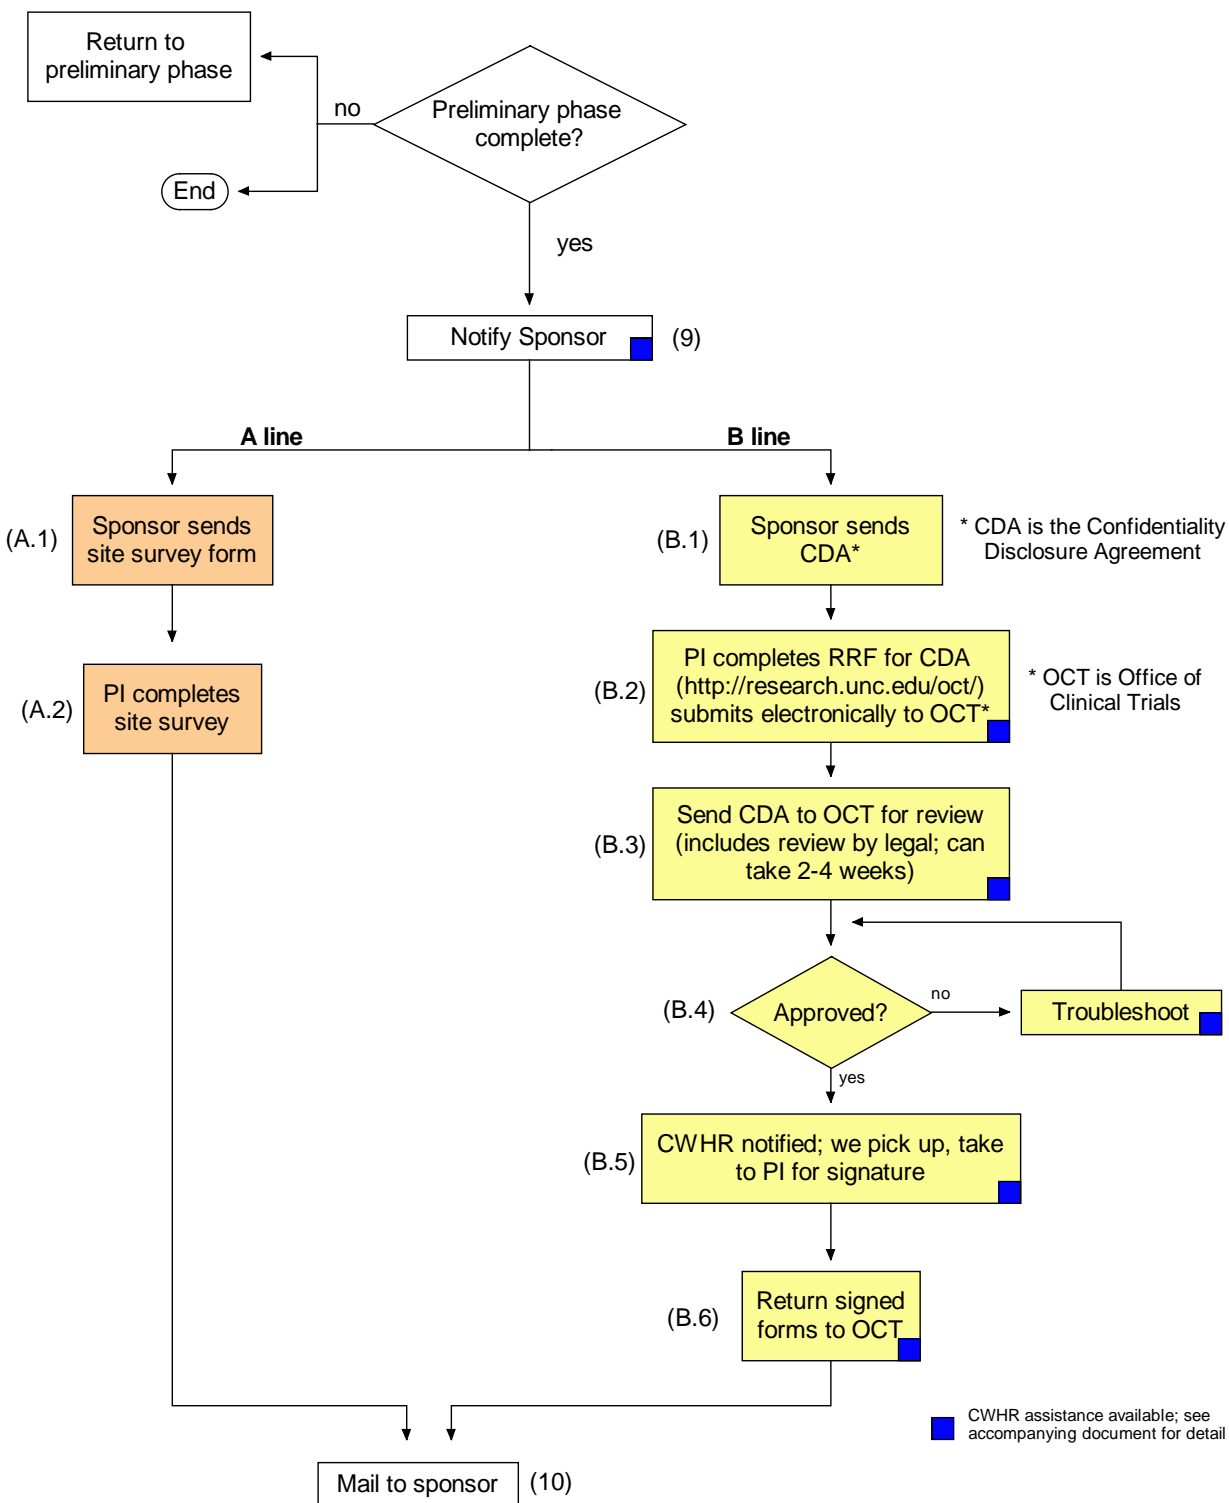 Return to
preliminary phase
Preliminary phase
complete?
no
End
yes
Notify Sponsor
(9)
A line
B line
(A.1)
Sponsor sends
site survey form
(B.1)
Sponsor sends
CDA*
* CDA is the Confidentiality
Disclosure Agreement
(A.2)
PI completes
site survey
(B.2)
PI completes RRF for CDA
(http://research.unc.edu/oct/)
submits electronically to OCT*
* OCT is Office of
Clinical Trials
(B.3)
Send CDA to OCT for review
(includes review by legal; can
take 2-4 weeks)
(B.4)
Approved?
no
Troubleshoot
yes
(B.5)
CWHR notified; we pick up, take
to PI for signature
(B.6)
Return signed
forms to OCT
CWHR assistance available; see
accompanying document for detail
Mail to sponsor
(10)